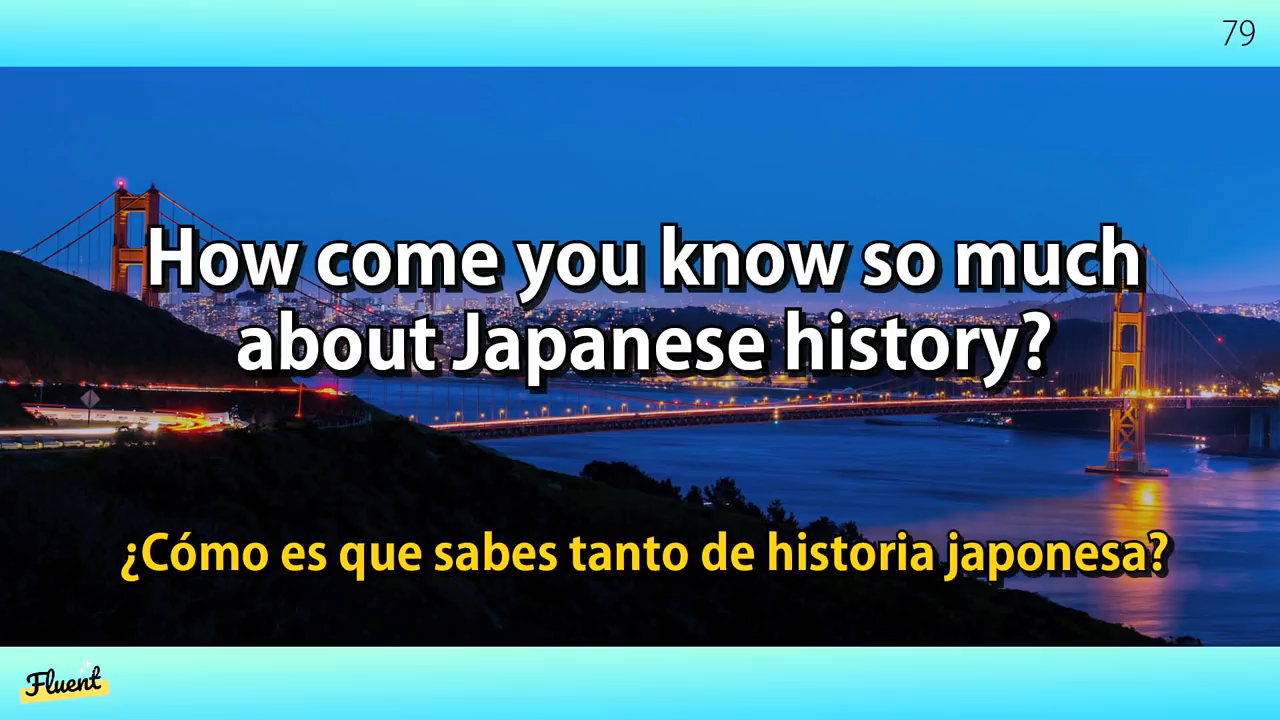 79
How come you know so much
about Japanese history?
¿Cómo es que sabes tanto de historia japonesa?
Fluent